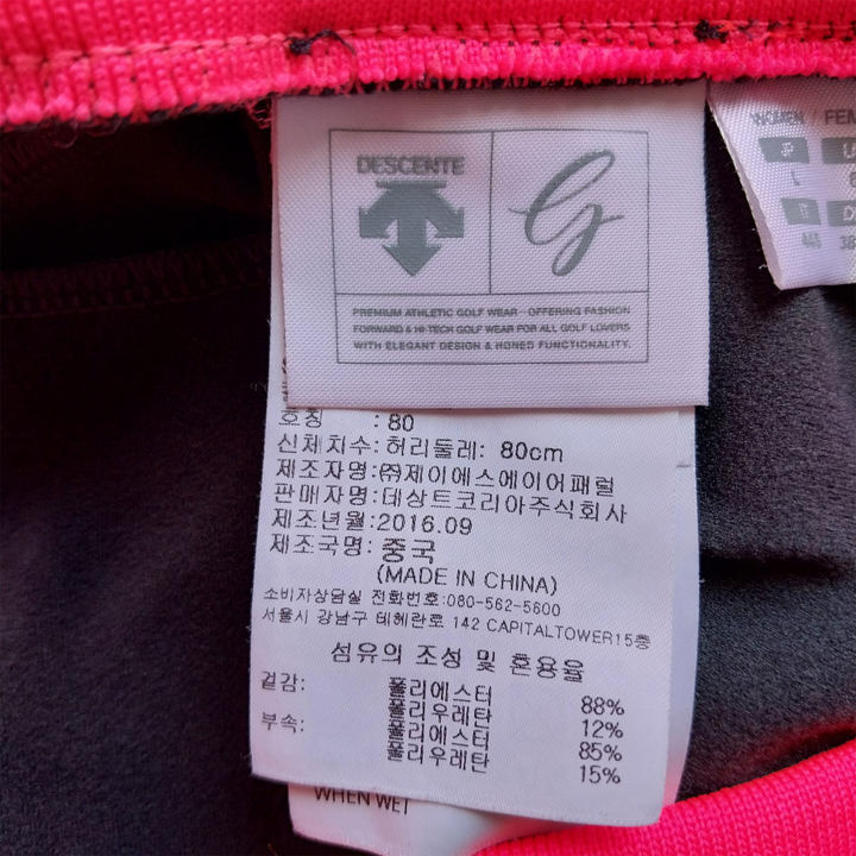 DESCENTE
G
PREMIUM ATHLETIC GOLF WEAR - OFFERING FASHION
FORWARD & HI-TECH GOLF WEAR FOR ALL GOLF LOVERS
WITH ELEGANT DESIGN & HONED FUNCTIONALITY.
WOMEN / FEM
JP U
L
IT D
44 38
호칭 : 80
신체치수: 허리둘레: 80cm
제조자명:㈜제이에스에이어패럴
판매자명:데상트코리아주식회사
제조년월:2016.09
제조국명: 중국
(MADE IN CHINA)
소비자상담실 전화번호:080-562-5600
서울시 강남구 테헤란로 142 CAPITALTOWER15층
섬유의 조성 및 혼용율
겉감: 폴리에스터 88%
폴리우레탄 12%
부속: 폴리에스터 85%
폴리우레탄 15%
WHEN WET